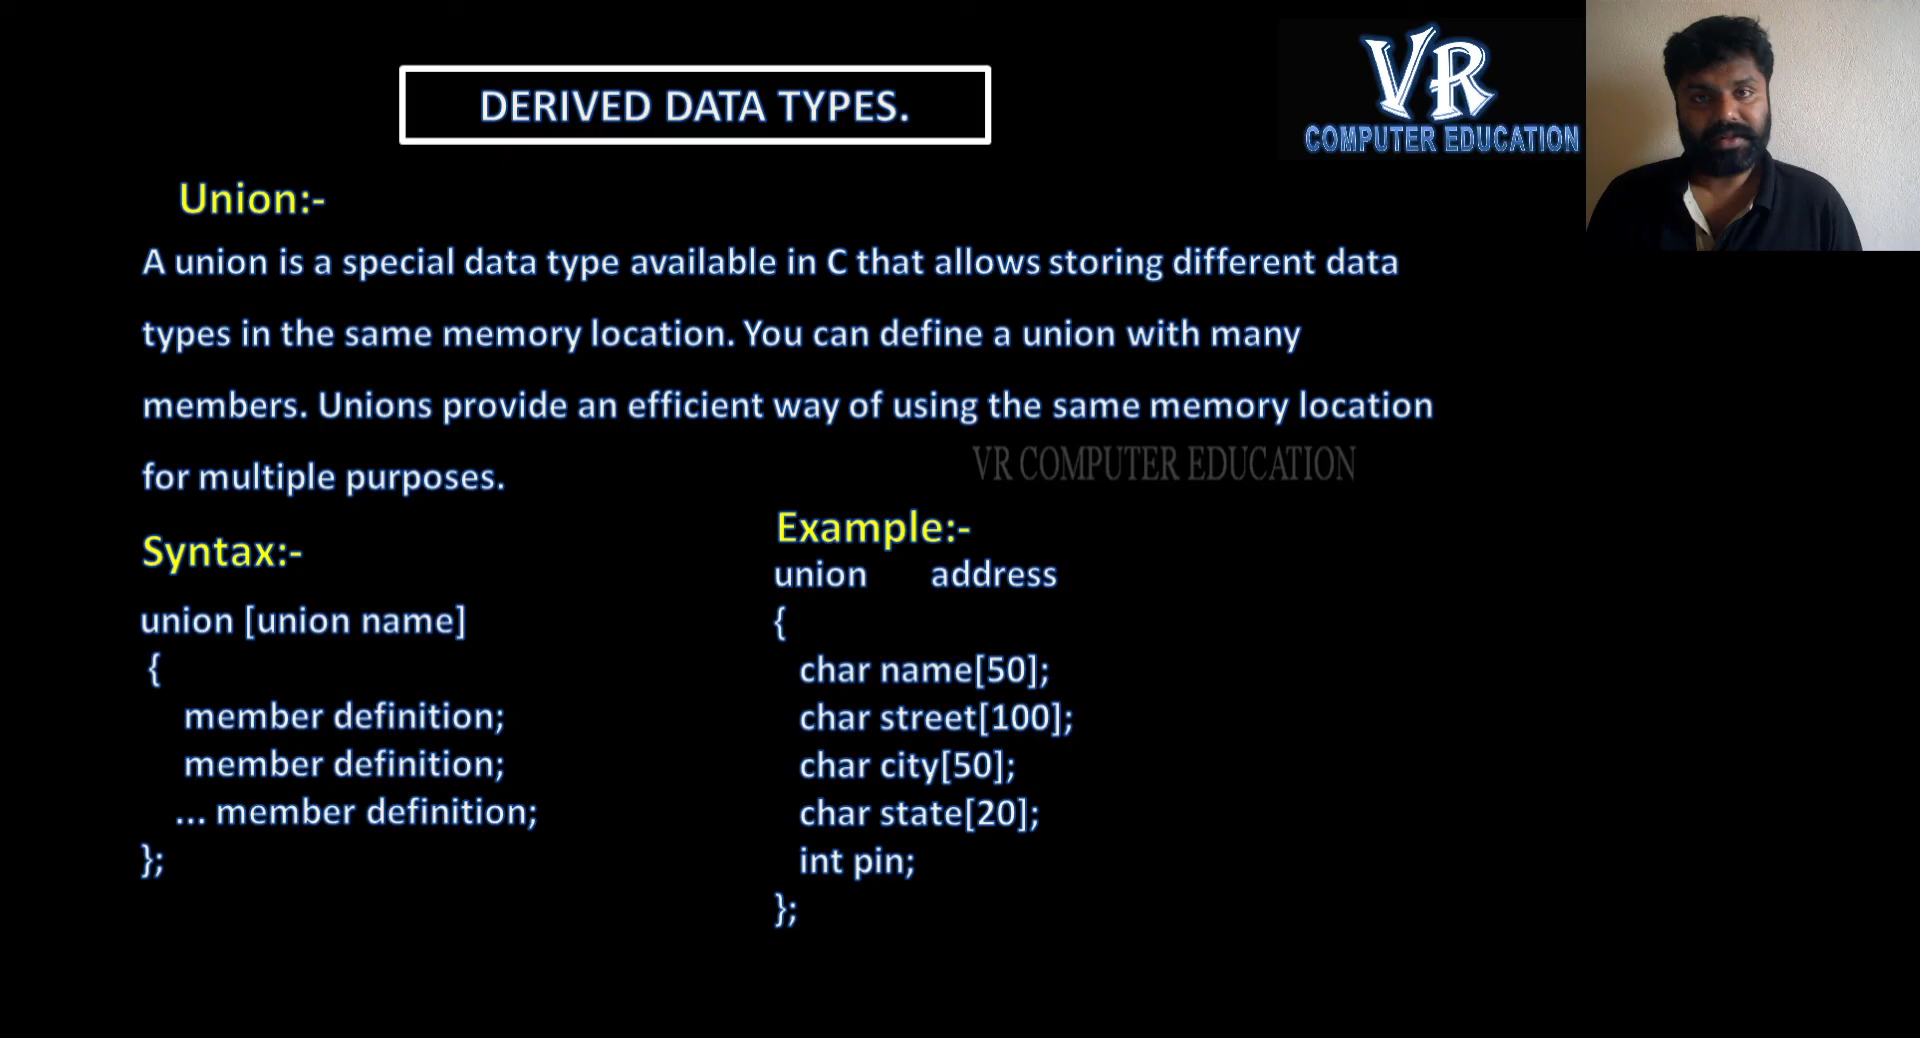 DERIVED DATA TYPES.
VR
COMPUTER EDUCATION
Union:-
A union is a special data type available in C that allows storing different data
types in the same memory location. You can define a union with many
members. Unions provide an efficient way of using the same memory location
for multiple purposes.
VR COMPUTER EDUCATION
Syntax:-
union [union name]
{
member definition;
member definition;
... member definition;
};
Example:-
union address
{
char name[50];
char street[100];
char city[50];
char state[20];
int pin;
};